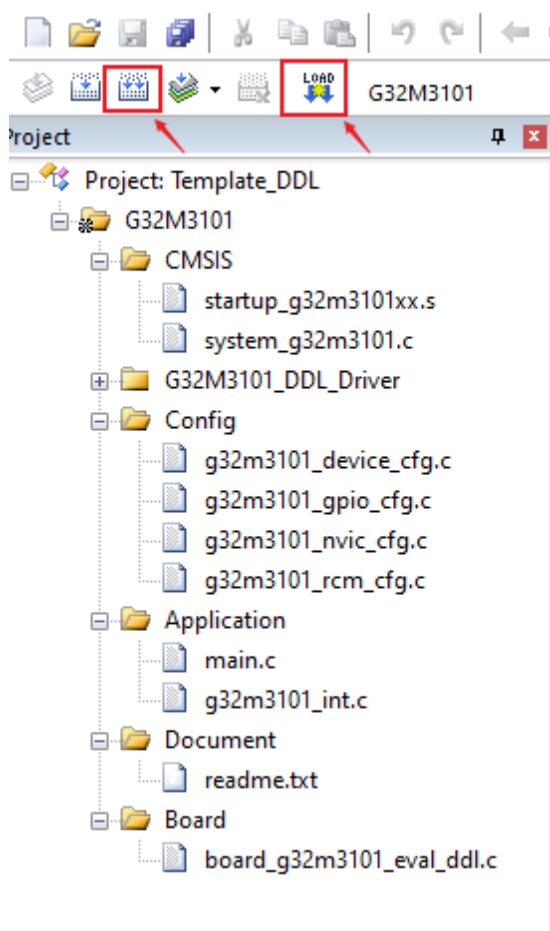 LOAD
G32M3101
Project
Project: Template_DDL
G32M3101
CMSIS
startup_g32m3101xx.s
system_g32m3101.c
G32M3101_DDL_Driver
Config
g32m3101_device_cfg.c
g32m3101_gpio_cfg.c
g32m3101_nvic_cfg.c
g32m3101_rcm_cfg.c
Application
main.c
g32m3101_int.c
Document
readme.txt
Board
board_g32m3101_eval_ddl.c